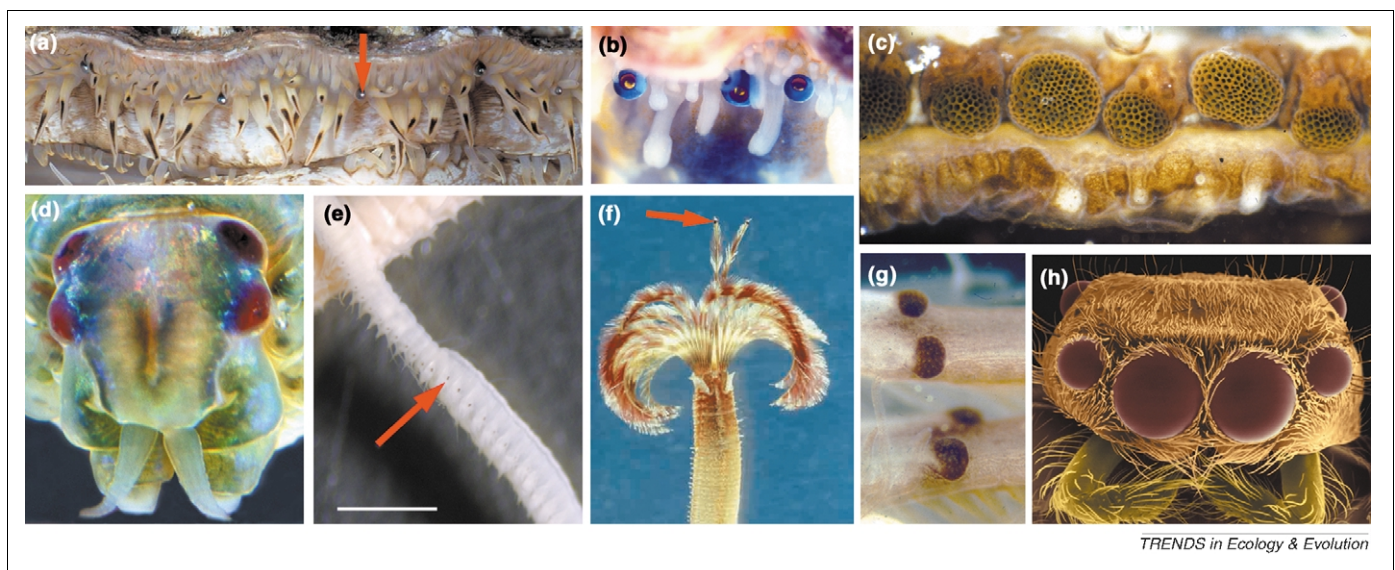 (a)
(b)
(c)
(d)
(e)
(f)
(g)
(h)
TRENDS in Ecology & Evolution